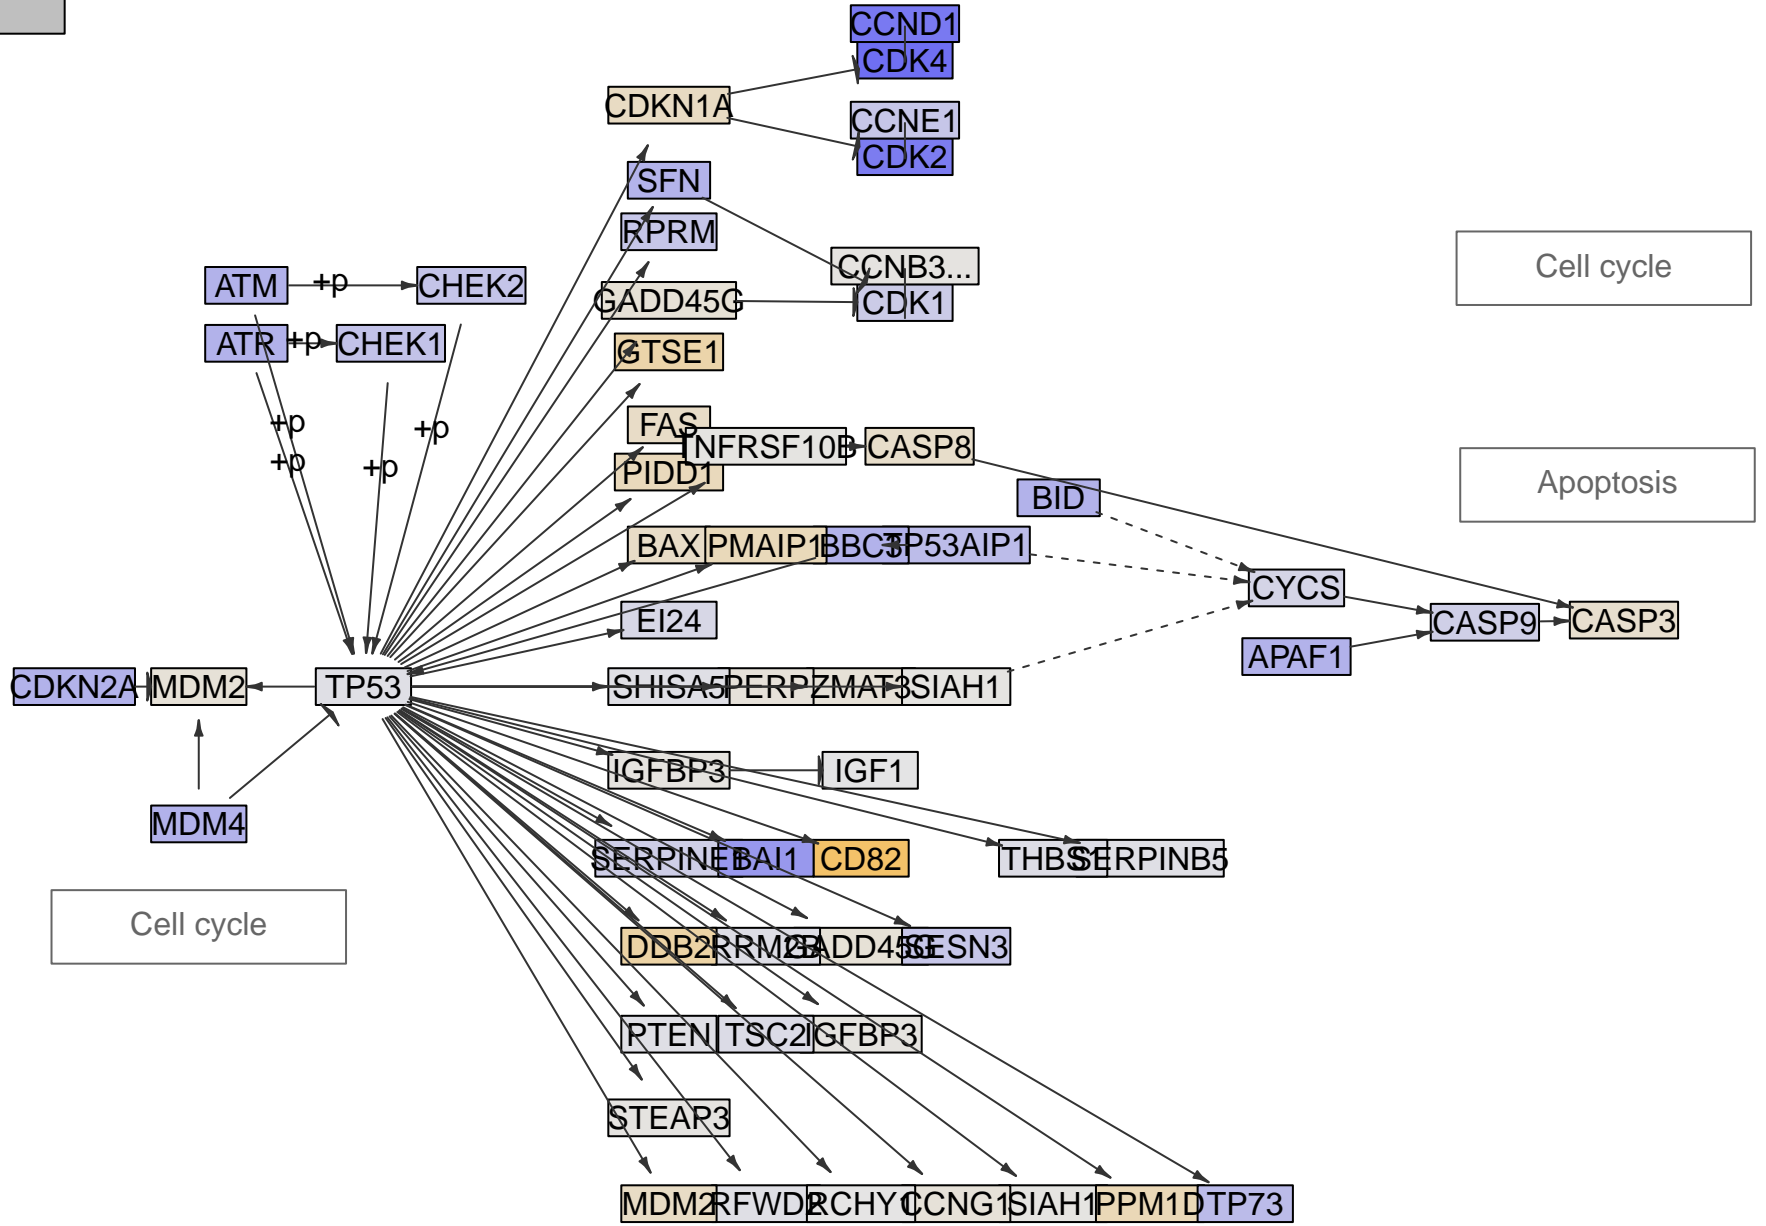 CCND1
CDK4
CDKN1A
CCNE1
CDK2
SFN
RPRM
CCNB3...
Cell cycle
ATM
+p
CHEK2
GADD45G
CDK1
ATR
+p
CHEK1
GTSE1
+p
+p
FAS
TNFRSF10B
CASP8
+p
+p
PIDD1
Apoptosis
BID
BAX
PMAIP1
BBC3
TP53AIP1
CYCS
EI24
CASP9
CASP3
APAF1
CDKN2A
MDM2
TP53
SHISA5
PERP
ZMAT3
SIAH1
IGFBP3
IGF1
MDM4
SERPINE1
BAI1
CD82
THBS1
SERPINB5
Cell cycle
DDB2
RRM2B
GADD45G
SESN3
PTEN
TSC2
IGFBP3
STEAP3
MDM2
RFWD2
RCHY1
CCNG1
SIAH1
PPM1D
TP73